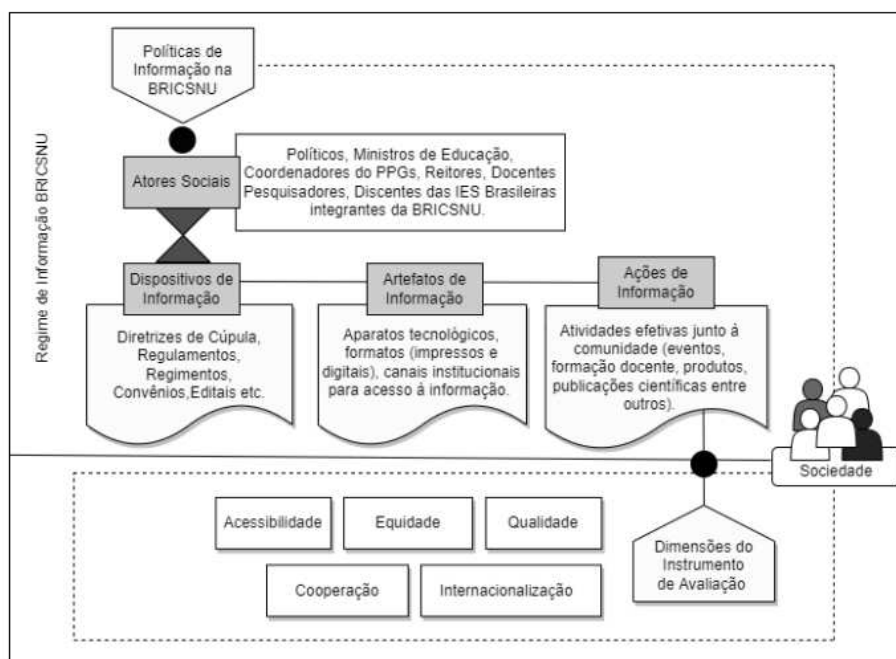 Políticas de
Informação na
BRICSNU
Regime de Informação BRICSNU
Atores Sociais
Políticos, Ministros de Educação,
Coordenadores do PPGs, Reitores, Docentes
Pesquisadores, Discentes das IES Brasileiras
integrantes da BRICSNU.
Dispositivos de
Informação
Diretrizes de Cúpula,
Regulamentos,
Regimentos,
Convênios,Editais etc.
Artefatos de
Informação
Aparatos tecnológicos,
formatos (impressos e
digitais), canais institucionais
para acesso á informação.
Ações de
Informação
Atividades efetivas junto á
comunidade (eventos,
formação docente, produtos,
publicações científicas entre
outros).
Sociedade
Acessibilidade
Equidade
Qualidade
Cooperação
Internacionalização
Dimensões do
Instrumento
de Avaliação